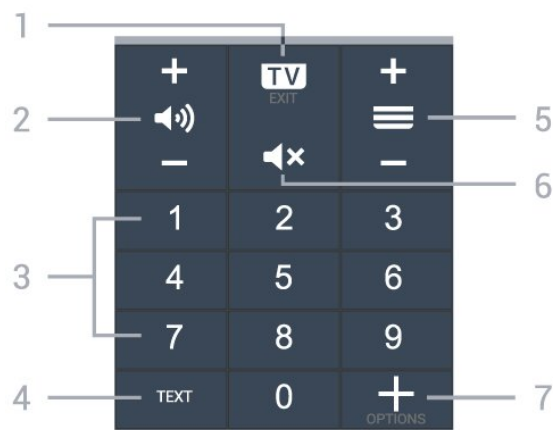 1
+ TV +
EXIT
2
5
- -
6
1 2 3
3
4 5 6
7 8 9
4 TEXT 0 + 7
OPTIONS